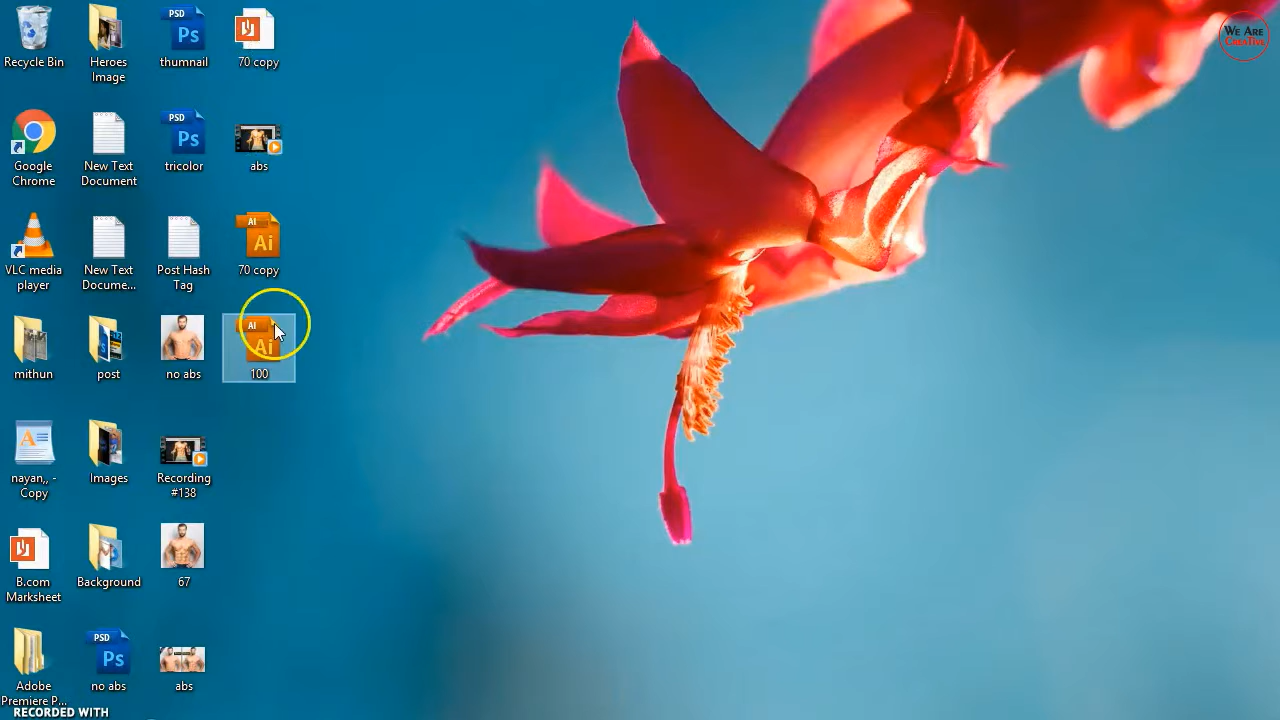 Recycle Bin
Heroes
Image
PSD
Ps
thumnail
70 copy
We Are
Creative
Google
Chrome
New Text
Document
PSD
Ps
tricolor
abs
VLC media
player
New Text
Docume...
Post Hash
Tag
Ai
Ai
70 copy
mithun
post
no abs
Ai
Ai
100
nayan,, -
Copy
Images
Recording
#138
B.com
Marksheet
Background
67
Adobe
Premiere P...
PSD
Ps
no abs
abs
RECORDED WITH